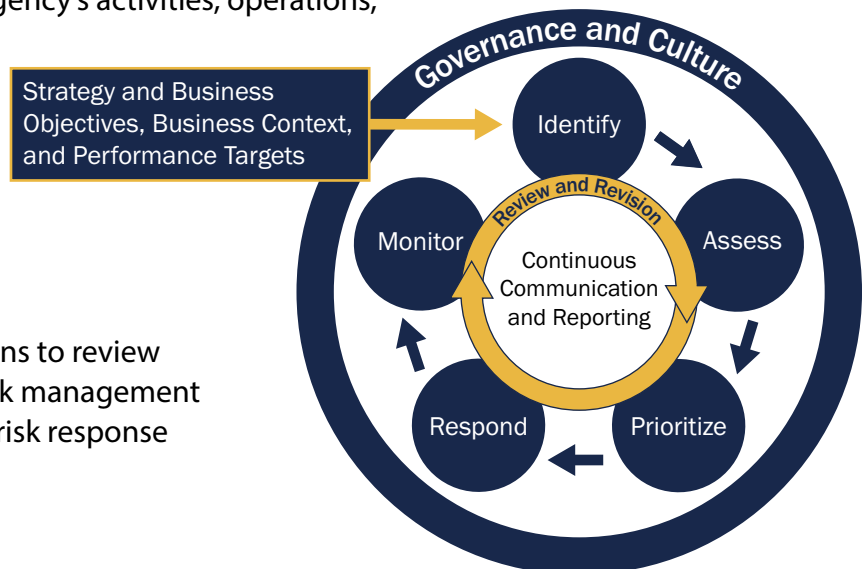 gency's activities, operations,
Governance and Culture
Strategy and Business
Objectives, Business Context,
and Performance Targets
Identify
Review and Revision
Monitor
Assess
Continuous
Communication
and Reporting
ns to review
k management
risk response
Respond
Prioritize